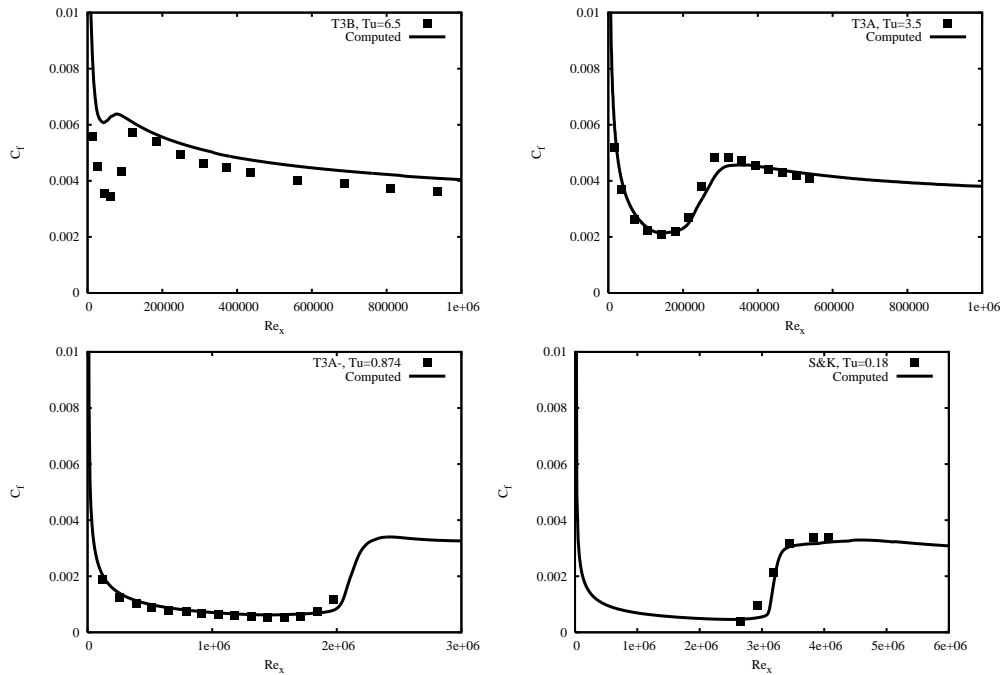 0.01
0.008
0.006
0.004
0.002
0
C_f
T3B, Tu=6.5
Computed
0 200000 400000 600000 800000 1e+06
Re_x
0.01
0.008
0.006
0.004
0.002
0
C_f
T3A, Tu=3.5
Computed
0 200000 400000 600000 800000 1e+06
Re_x
0.01
0.008
0.006
0.004
0.002
0
C_f
T3A-, Tu=0.874
Computed
0 1e+06 2e+06 3e+06
Re_x
0.01
0.008
0.006
0.004
0.002
0
C_f
S&K, Tu=0.18
Computed
0 1e+06 2e+06 3e+06 4e+06 5e+06 6e+06
Re_x